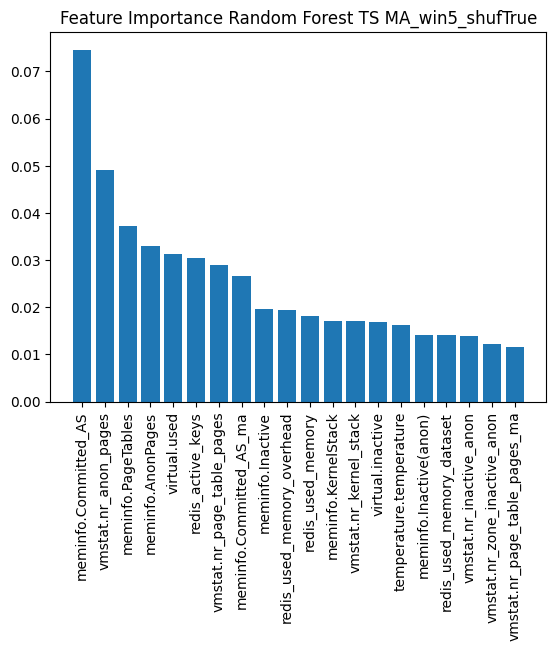 Feature Importance Random Forest TS MA_win5_shufTrue
0.07
0.06
0.05
0.04
0.03
0.02
0.01
0.00
meminfo.Committed_AS
vmstat.nr_anon_pages
meminfo.PageTables
meminfo.AnonPages
virtual.used
redis_active_keys
vmstat.nr_page_table_pages
meminfo.Committed_AS_ma
meminfo.Inactive
redis_used_memory_overhead
redis_used_memory
meminfo.KernelStack
vmstat.nr_kernel_stack
virtual.inactive
temperature.temperature
meminfo.Inactive(anon)
redis_used_memory_dataset
vmstat.nr_inactive_anon
vmstat.nr_zone_inactive_anon
vmstat.nr_page_table_pages_ma